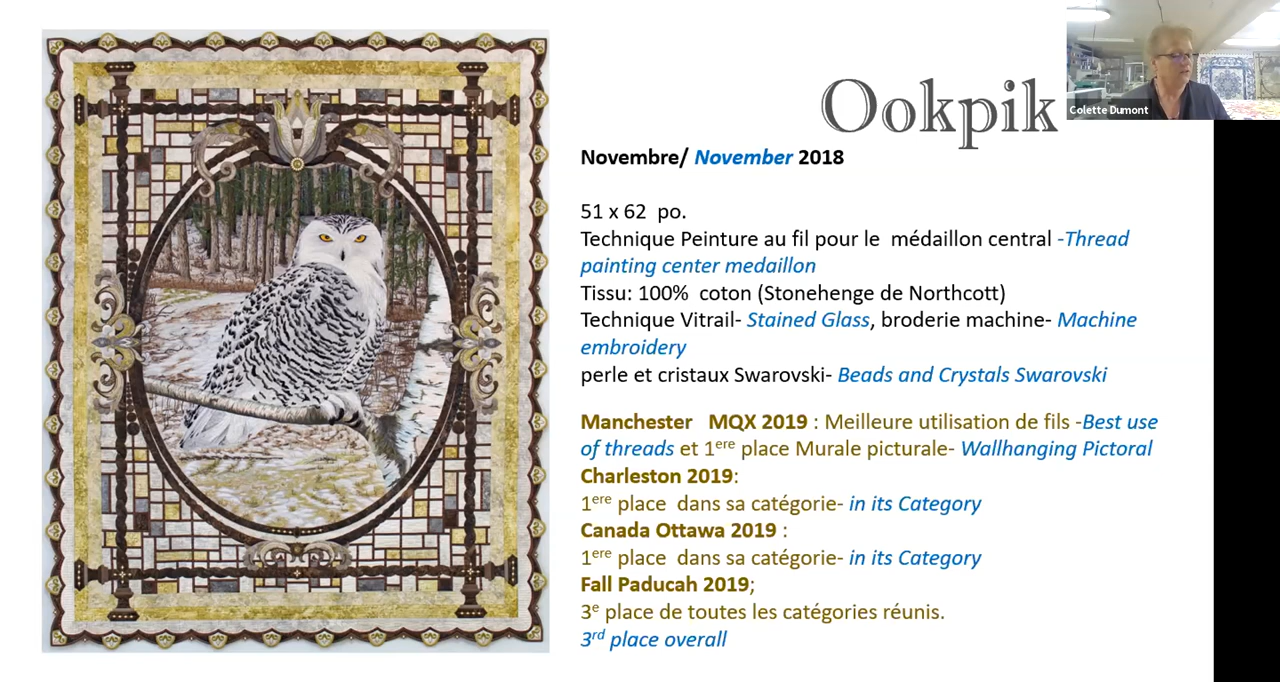 Ookpik
Colette Dumont
Novembre/ November 2018
51 x 62 po.
Technique Peinture au fil pour le médaillon central -Thread
painting center medaillon
Tissu: 100% coton (Stonehenge de Northcott)
Technique Vitrail- Stained Glass, broderie machine- Machine
embroidery
perle et cristaux Swarovski- Beads and Crystals Swarovski
Manchester MQX 2019 : Meilleure utilisation de fils -Best use
of threads et 1ere place Murale picturale- Wallhanging Pictoral
Charleston 2019:
1ere place dans sa catégorie- in its Category
Canada Ottawa 2019 :
1ere place dans sa catégorie- in its Category
Fall Paducah 2019;
3e place de toutes les catégories réunis.
3rd place overall